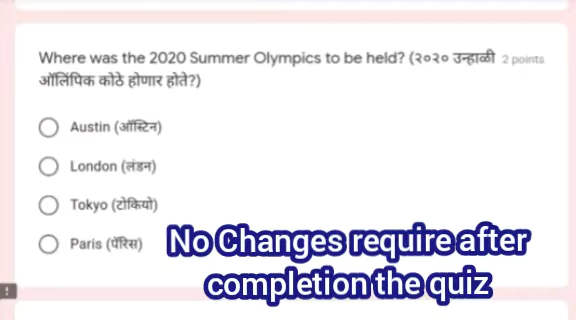 Where was the 2020 Summer Olympics to be held? (२०२० उन्हाळी 2 points
ऑलिंपिक कोठे होणार होते?)
Austin (ऑस्टिन)
London (लंडन)
Tokyo (टोकियो)
Paris (पॅरिस)
No Changes require after
completion the quiz
!